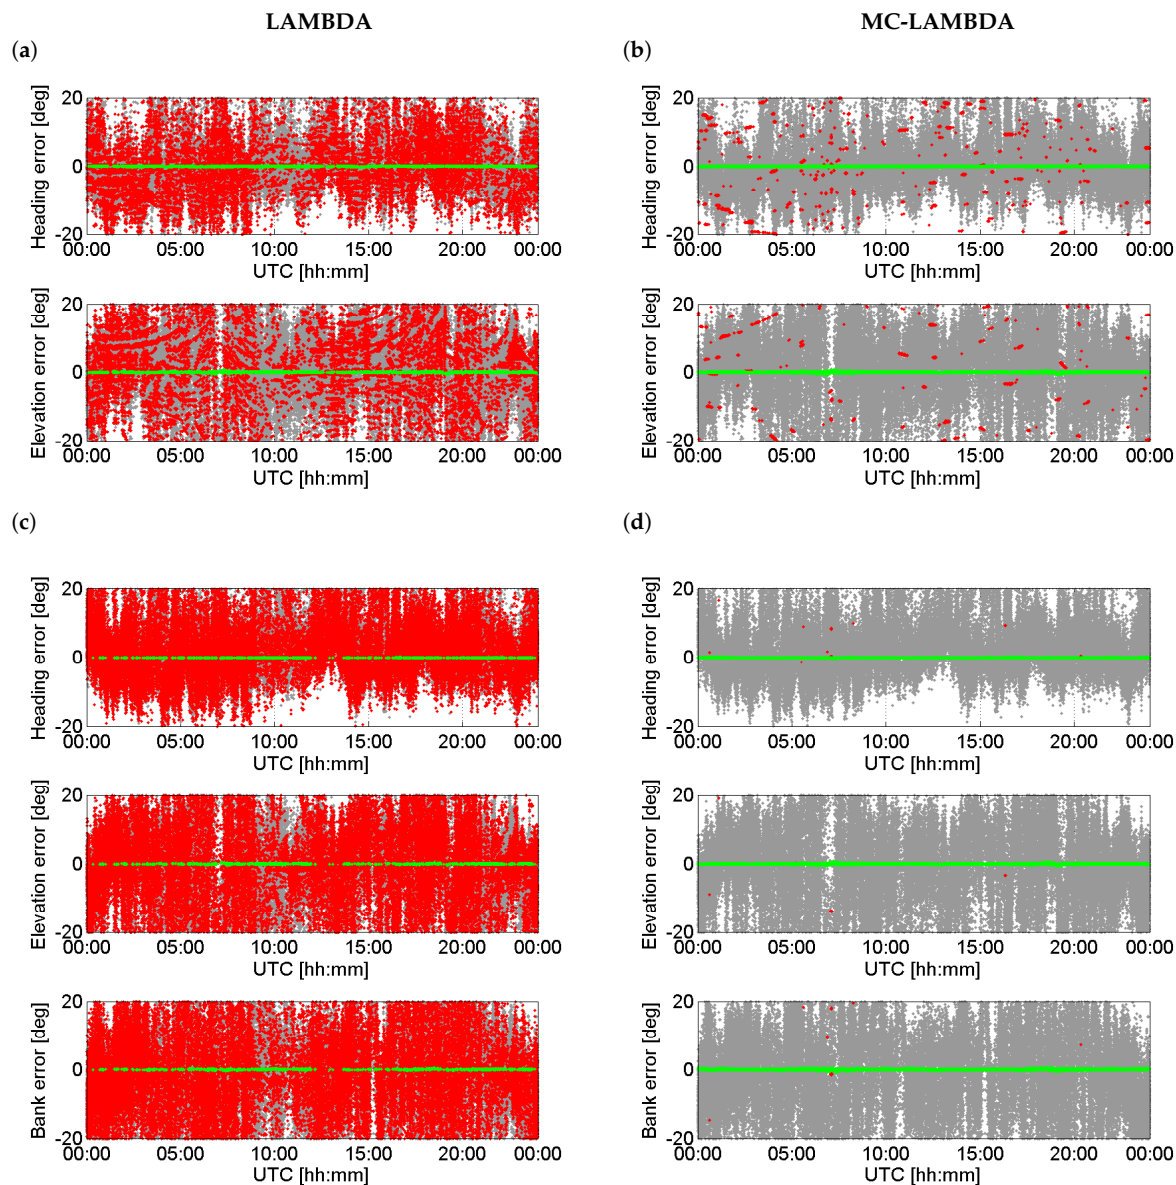 LAMBDA MC-LAMBDA
(a) (b)
20 20
Heading error [deg] Heading error [deg]
0 0
-20 -20
00:00 05:00 10:00 15:00 20:00 00:00 00:00 05:00 10:00 15:00 20:00 00:00
UTC [hh:mm] UTC [hh:mm]
20 20
Elevation error [deg] Elevation error [deg]
0 0
-20 -20
00:00 05:00 10:00 15:00 20:00 00:00 00:00 05:00 10:00 15:00 20:00 00:00
UTC [hh:mm] UTC [hh:mm]
(c) (d)
20 20
Heading error [deg] Heading error [deg]
0 0
-20 -20
00:00 05:00 10:00 15:00 20:00 00:00 00:00 05:00 10:00 15:00 20:00 00:00
UTC [hh:mm] UTC [hh:mm]
20 20
Elevation error [deg] Elevation error [deg]
0 0
-20 -20
00:00 05:00 10:00 15:00 20:00 00:00 00:00 05:00 10:00 15:00 20:00 00:00
UTC [hh:mm] UTC [hh:mm]
20 20
Bank error [deg] Bank error [deg]
0 0
-20 -20
00:00 05:00 10:00 15:00 20:00 00:00 00:00 05:00 10:00 15:00 20:00 00:00
UTC [hh:mm] UTC [hh:mm]